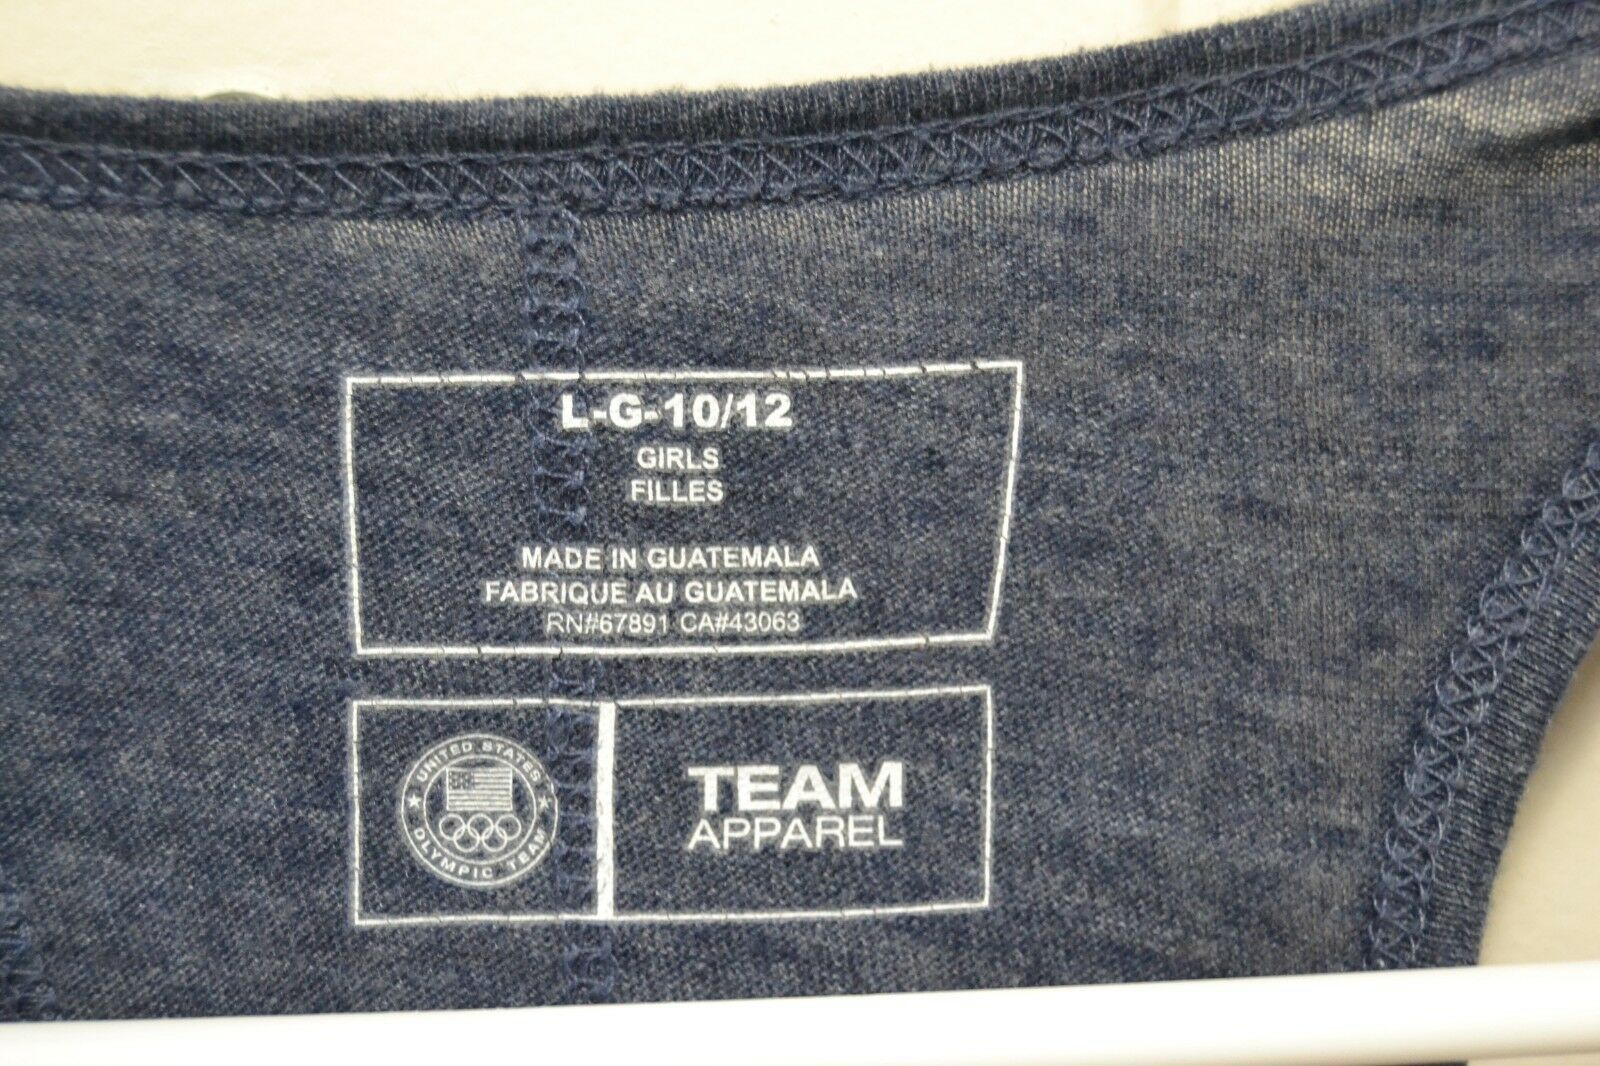 L-G-10/12
GIRLS
FILLES
MADE IN GUATEMALA
FABRIQUE AU GUATEMALA
RN#67891 CA#43063
UNITED STATES
OLYMPIC TEAM
TEAM
APPAREL